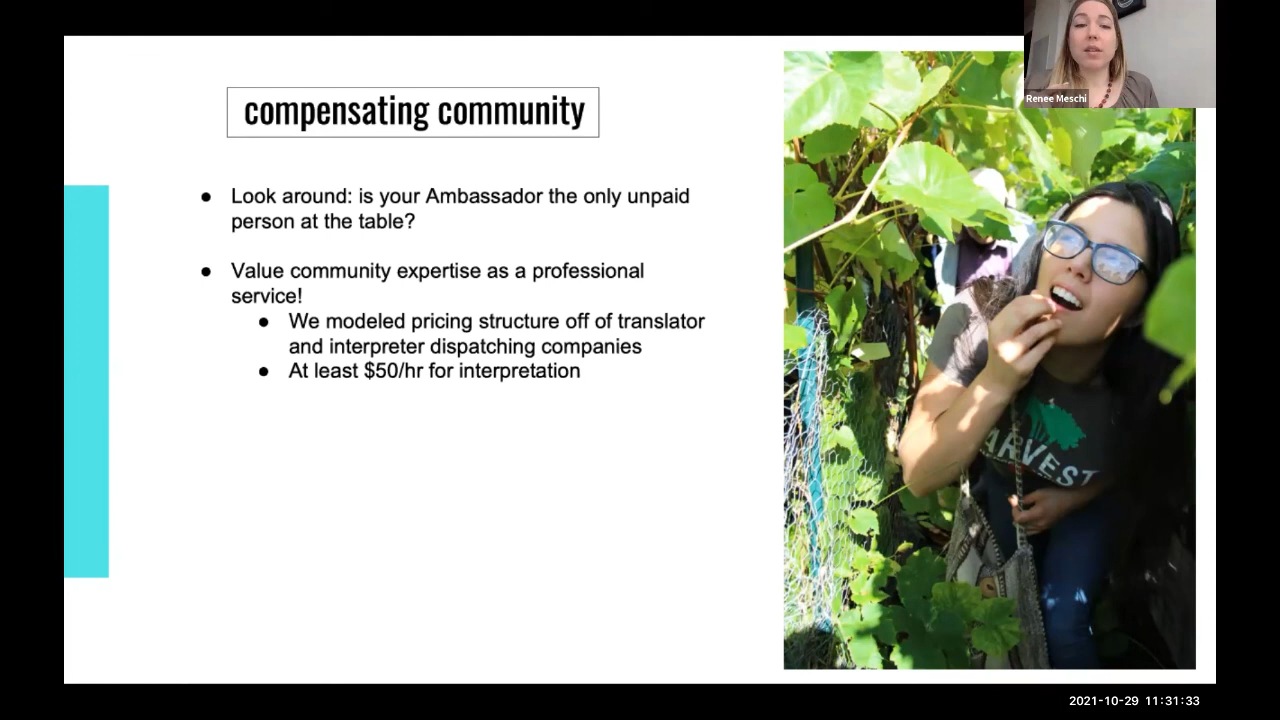 Renee Meschi
compensating community
● Look around: is your Ambassador the only unpaid
person at the table?
● Value community expertise as a professional
service!
● We modeled pricing structure off of translator
and interpreter dispatching companies
● At least $50/hr for interpretation
ARVEST
2021-10-29 11:31:33